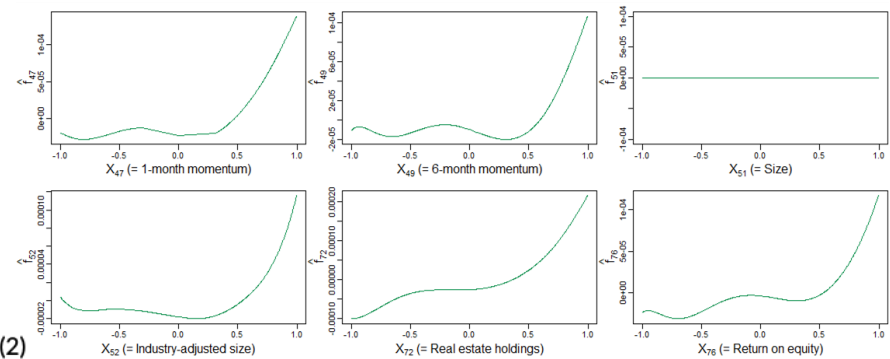 f̂47
1e-04
5e-05
0e+00
-1.0 -0.5 0.0 0.5 1.0
X47 (= 1-month momentum)
f̂49
1e-04
6e-05
2e-05
-2e-05
-1.0 -0.5 0.0 0.5 1.0
X49 (= 6-month momentum)
f̂51
1e-04
5e-05
0e+00
-1e-04
-1.0 -0.5 0.0 0.5 1.0
X51 (= Size)
f̂52
0.00010
0.00004
-0.00002
-1.0 -0.5 0.0 0.5 1.0
X52 (= Industry-adjusted size)
f̂72
0.00020
0.00010
0.00000
-0.00010
-1.0 -0.5 0.0 0.5 1.0
X72 (= Real estate holdings)
f̂76
1e-04
5e-05
0e+00
-1.0 -0.5 0.0 0.5 1.0
X76 (= Return on equity)
(2)